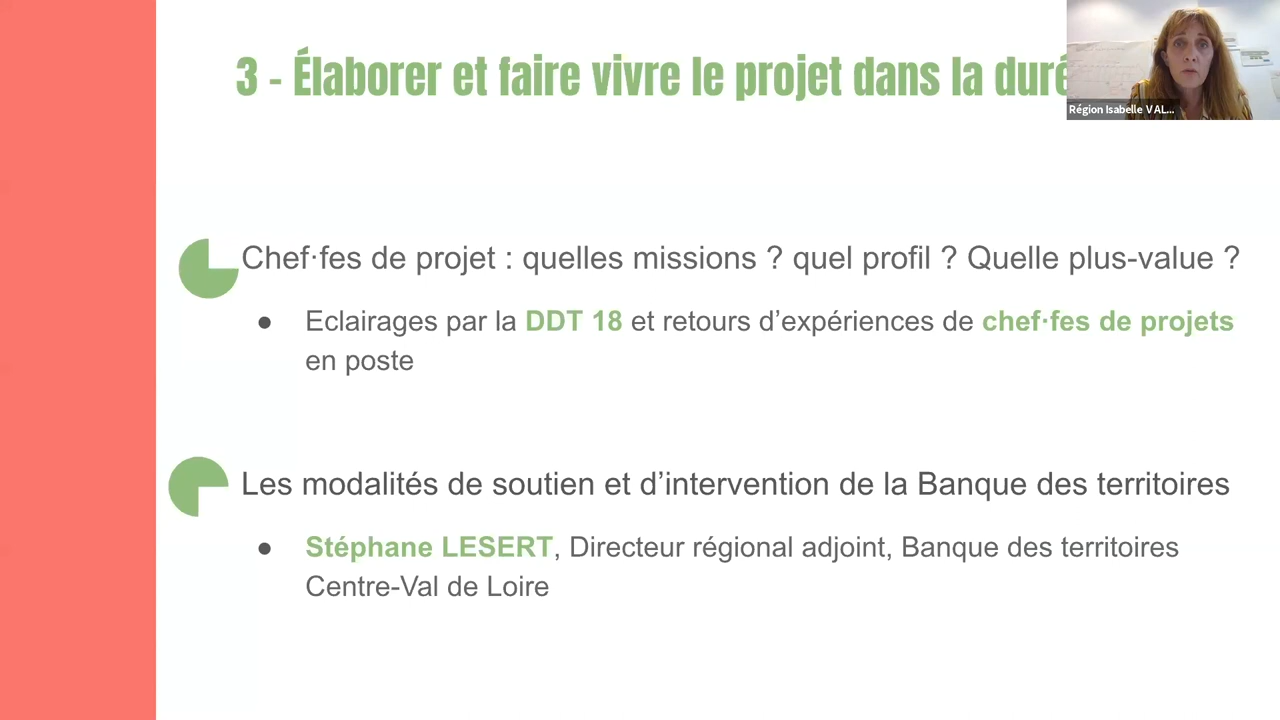 3 - Élaborer et faire vivre le projet dans la
Région Isabelle VAL...
Chef·fes de projet : quelles missions ? quel profil ? Quelle plus-value ?
● Eclairages par la DDT 18 et retours d’expériences de chef·fes de projets
en poste
Les modalités de soutien et d’intervention de la Banque des territoires
● Stéphane LESERT, Directeur régional adjoint, Banque des territoires
Centre-Val de Loire